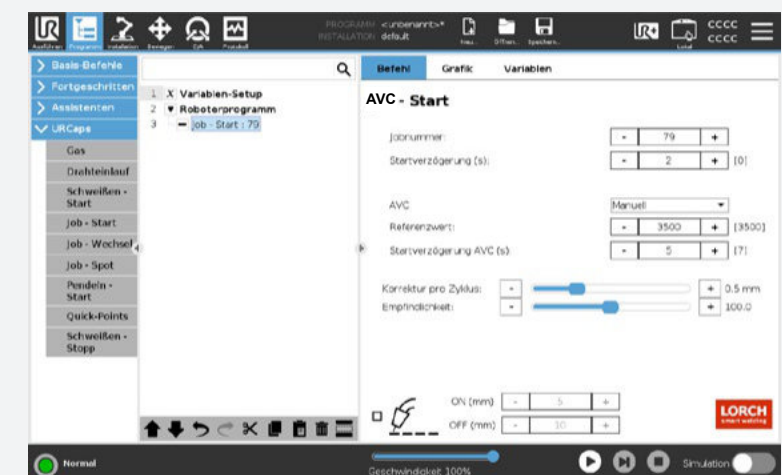 UR
Ausführen Programm Installation Bewegen E/A Protokoll
PROGRAMM <unbenannt>*
INSTALLATION default
Neu... Öffnen... Speichern...
UR+
Lokal
CCCC
CCCC
Basis-Befehle
Fortgeschritten
Assistenten
URCaps
Gas
Drahteinlauf
Schweißen -
Start
Job - Start
Job - Wechsel
Job - Spot
Pendeln -
Start
Quick-Points
Schweißen -
Stopp
1 X Variablen-Setup
2 Roboterprogramm
3 Job - Start : 79
Befehl Grafik Variablen
AVC - Start
Jobnummer: - 79 +
Startverzögerung (s): - 2 + [0]
AVC Manuell
Referenzwert: - 3500 + [3500]
Startverzögerung AVC (s) - 5 + [7]
Korrektur pro Zyklus: - + 0.5 mm
Empfindlichkeit: - + 100.0
ON (mm) - 5 +
OFF (mm) - 10 +
LORCH
smart welding
Normal
Geschwindigkeit 100%
Simulation